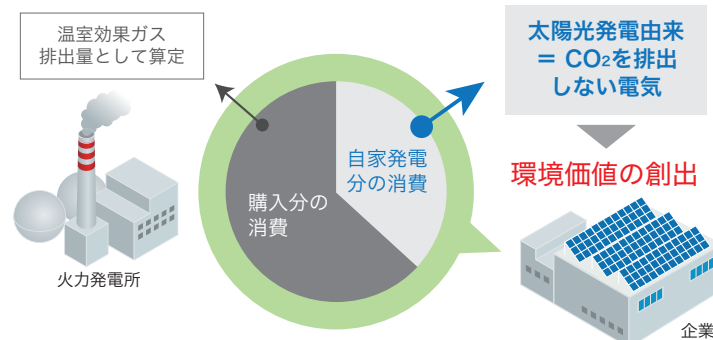 温室効果ガス
排出量として算定
火力発電所
購入分の
消費
自家発電
分の消費
太陽光発電由来
＝ CO2を排出
しない電気
環境価値の創出
企業